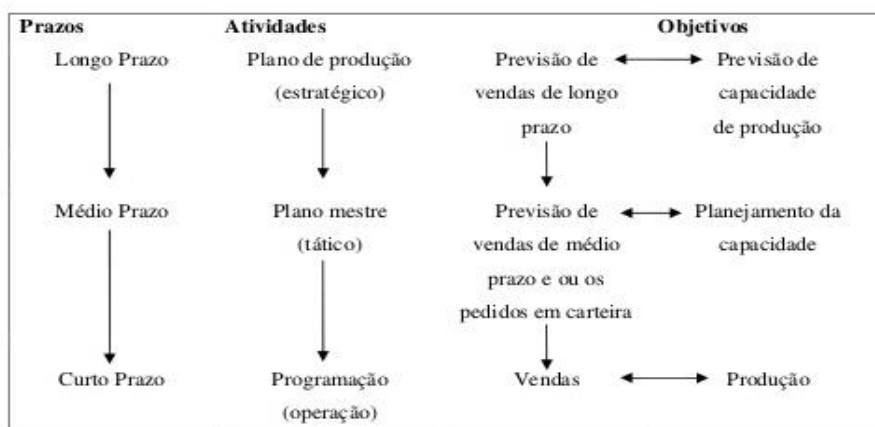 Prazos Atividades Objetivos
Longo Prazo Plano de produção Previsão de Previsão de
(estratégico) vendas de longo capacidade
prazo de produção
Médio Prazo Plano mestre Previsão de Planejamento da
(tático) vendas de médio capacidade
prazo e ou os
pedidos em carteira
Curto Prazo Programação Vendas Produção
(operação)